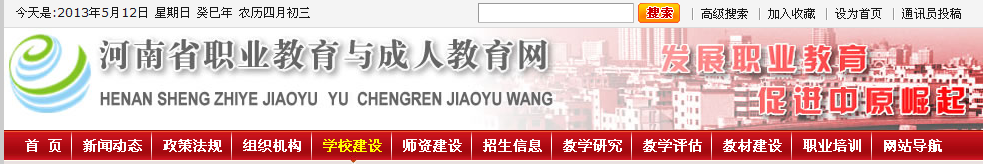 今天是:2013年5月12日 星期日 癸巳年 农历四月初三 搜索 | 高级搜索 | 加入收藏 | 设为首页 | 通讯员投稿
河南省职业教育与成人教育网
HENAN SHENG ZHIYE JIAOYU YU CHENGREN JIAOYU WANG
发展职业教育
促进中原崛起
首 页 新闻动态 政策法规 组织机构 学校建设 师资建设 招生信息 教学研究 教学评估 教材建设 职业培训 网站导航